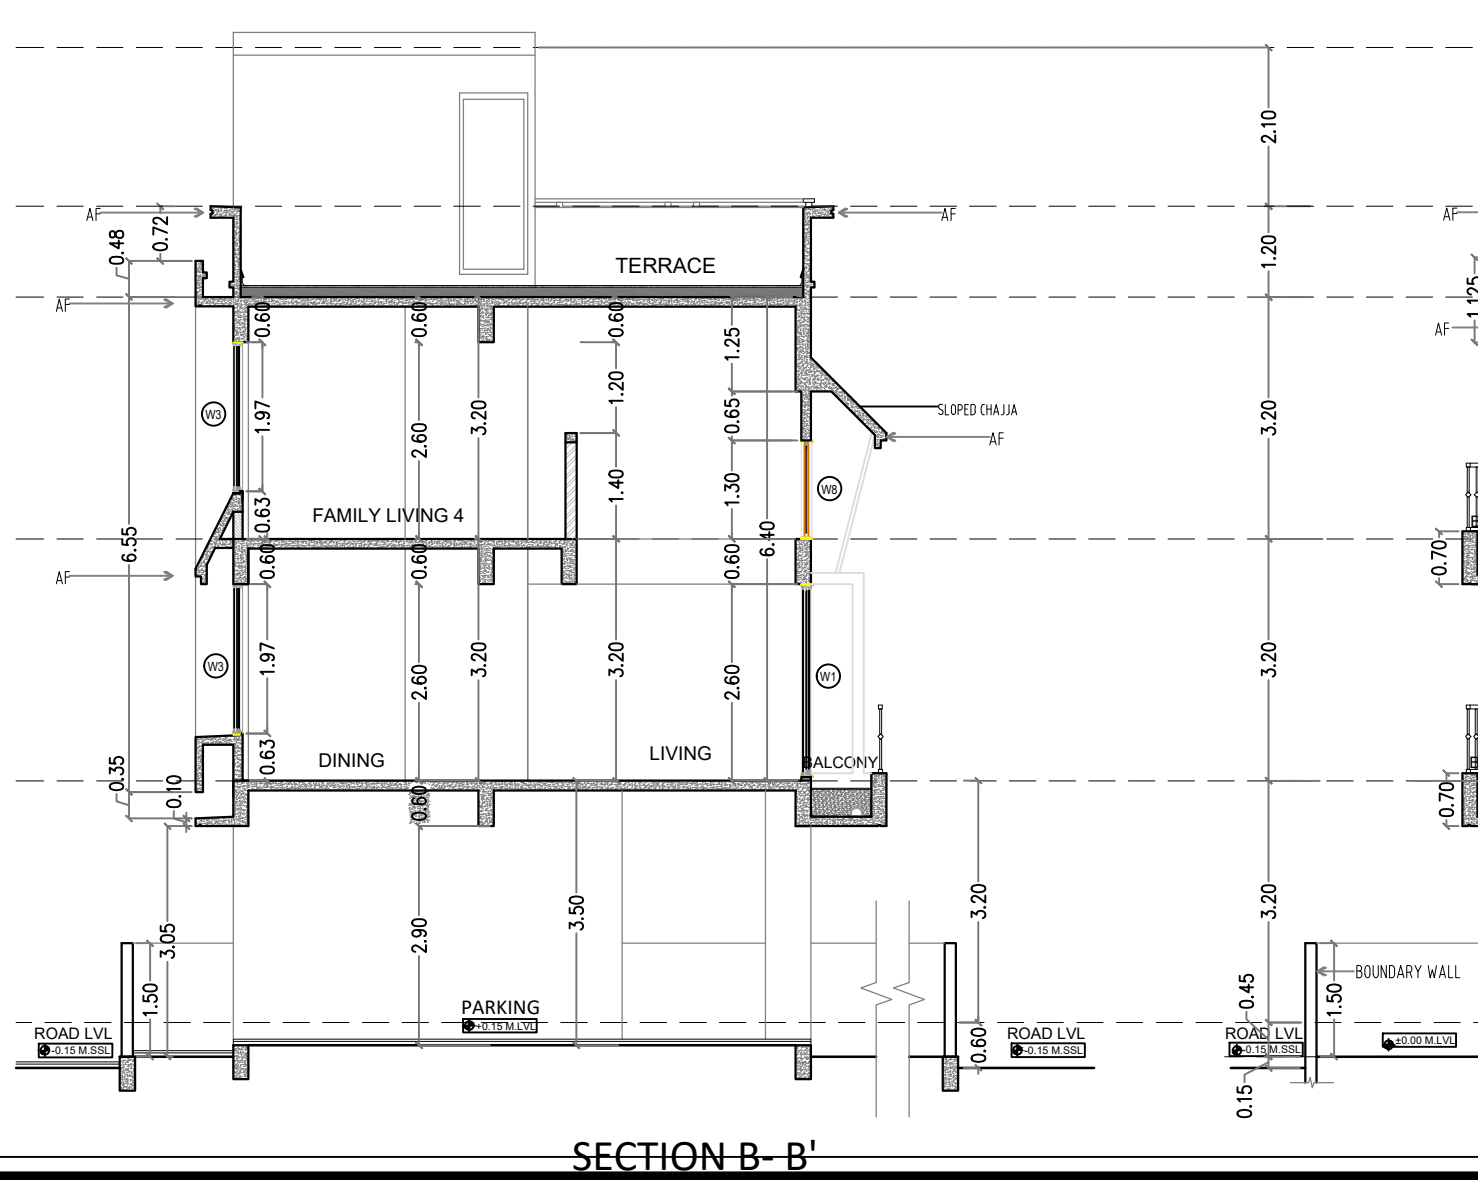 2.10
AF
0.72
0.48
AF
AF
1.20
TERRACE
AF
0.60
0.60
0.60
1.25
1.125
AF
1.97
2.60
3.20
1.20
0.65
3.20
W3
SLOPED CHAJJA
AF
1.40
1.30
W8
FAMILY LIVING 4
0.63
6.55
6.40
0.60
0.60
0.60
0.70
AF
W3
1.97
2.60
3.20
3.20
2.60
W1
3.20
DINING
LIVING
BALCONY
0.63
0.35
0.10
0.60
0.70
3.05
2.90
3.50
3.20
3.20
1.50
PARKING
+0.15 M.LVL
ROAD LVL
-0.15 M.SSL
0.60
ROAD LVL
-0.15 M.SSL
0.45
ROAD LVL
-0.15 M.SSL
0.15
1.50
BOUNDARY WALL
±0.00 M.LVL
SECTION B- B'